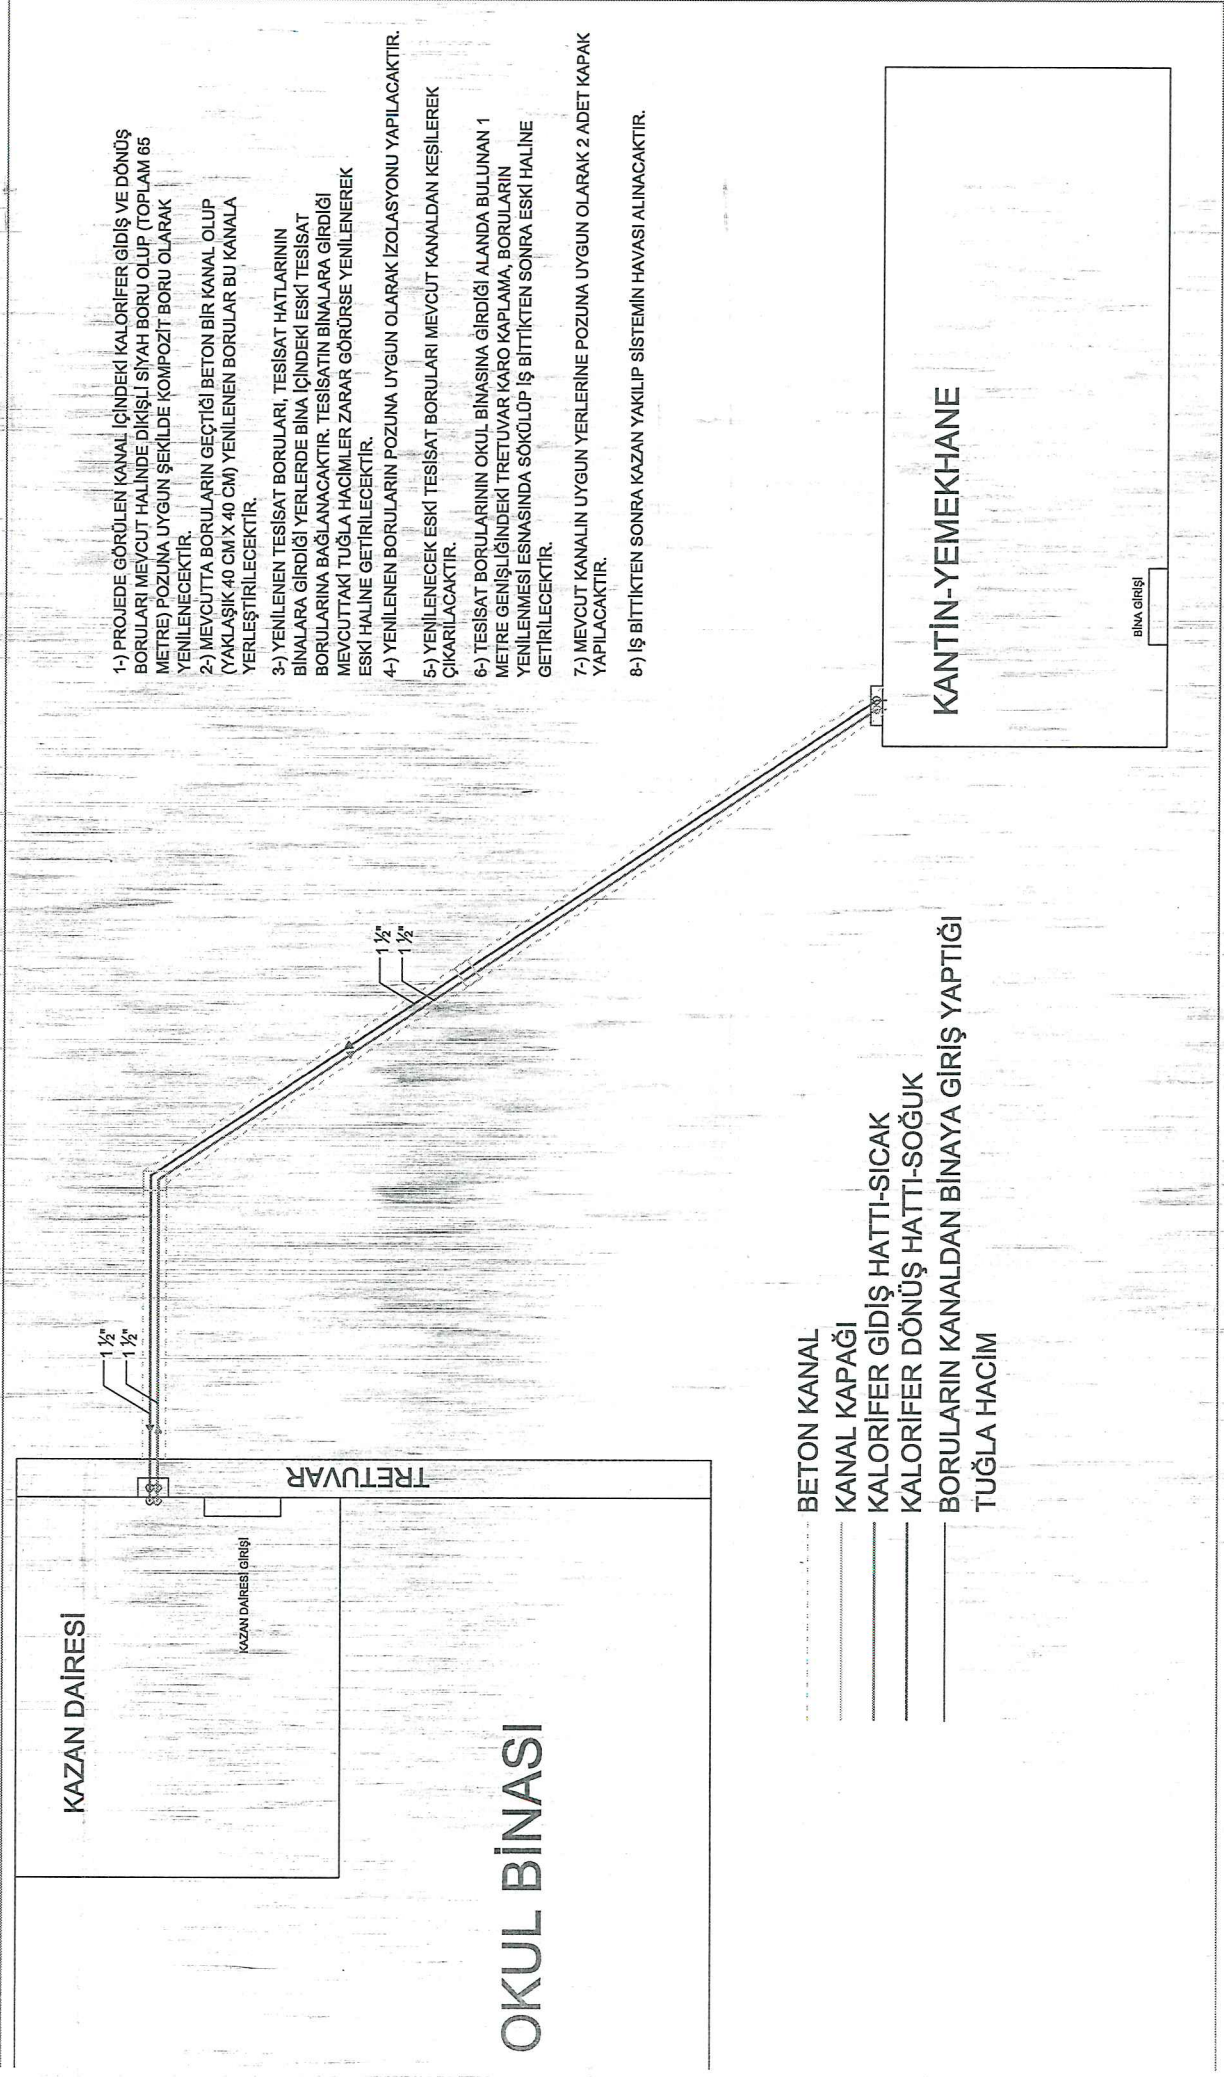 KAZAN DAİRESİ
KAZAN DAİRESİ GİRİŞİ
OKUL BİNASI
TRETUVAR
1 ½"
1 ½"
1 ½"
1 ½"
1-) PROJEDE GÖRÜLEN KANAL İÇİNDEKİ KALORİFER GİDİŞ VE DÖNÜŞ
BORULARI MEVCUT HALİNDE DİKİŞLİ SİYAH BORU OLUP (TOPLAM 65
METRE) POZUNA UYGUN ŞEKİLDE KOMPOZİT BORU OLARAK
YENİLENECEKTİR.
2-) MEVCUTTA BORULARIN GEÇTİĞİ BETON BİR KANAL OLUP
(YAKLAŞIK 40 CM X 40 CM) YENİLENEN BORULAR BU KANALA
YERLEŞTİRİLECEKTİR.
3-) YENİLENEN TESİSAT BORULARI, TESİSAT HATLARININ
BİNALARA GİRDİĞİ YERLERDE BİNA İÇİNDEKİ ESKİ TESİSAT
BORULARINA BAĞLANACAKTIR. TESİSATIN BİNALARA GİRDİĞİ
MEVCUTTAKİ TUĞLA HACİMLER ZARAR GÖRÜRSE YENİLENEREK
ESKİ HALİNE GETİRİLECEKTİR.
4-) YENİLENEN BORULARIN POZUNA UYGUN OLARAK İZOLASYONU YAPILACAKTIR.
5-) YENİLENECEK ESKİ TESİSAT BORULARI MEVCUT KANALDAN KESİLEREK
ÇIKARILACAKTIR.
6-) TESİSAT BORULARININ OKUL BİNASINA GİRDİĞİ ALANDA BULUNAN 1
METRE GENİŞLİĞİNDEKİ TRETUVAR KARO KAPLAMA, BORULARIN
YENİLENMESİ ESNASINDA SÖKÜLÜP İŞ BİTTİKTEN SONRA ESKİ HALİNE
GETİRİLECEKTİR.
7-) MEVCUT KANALIN UYGUN YERLERİNE POZUNA UYGUN OLARAK 2 ADET KAPAK
YAPILACAKTIR.
8-) İŞ BİTTİKTEN SONRA KAZAN YAKILIP SİSTEMİN HAVASI ALINACAKTIR.
KANTİN-YEMEKHANE
BİNA GİRİŞİ
BETON KANAL
KANAL KAPAĞI
KALORİFER GİDİŞ HATTI-SICAK
KALORİFER DÖNÜŞ HATTI-SOĞUK
BORULARIN KANALDAN BİNAYA GİRİŞ YAPTIĞI
TUĞLA HACİM